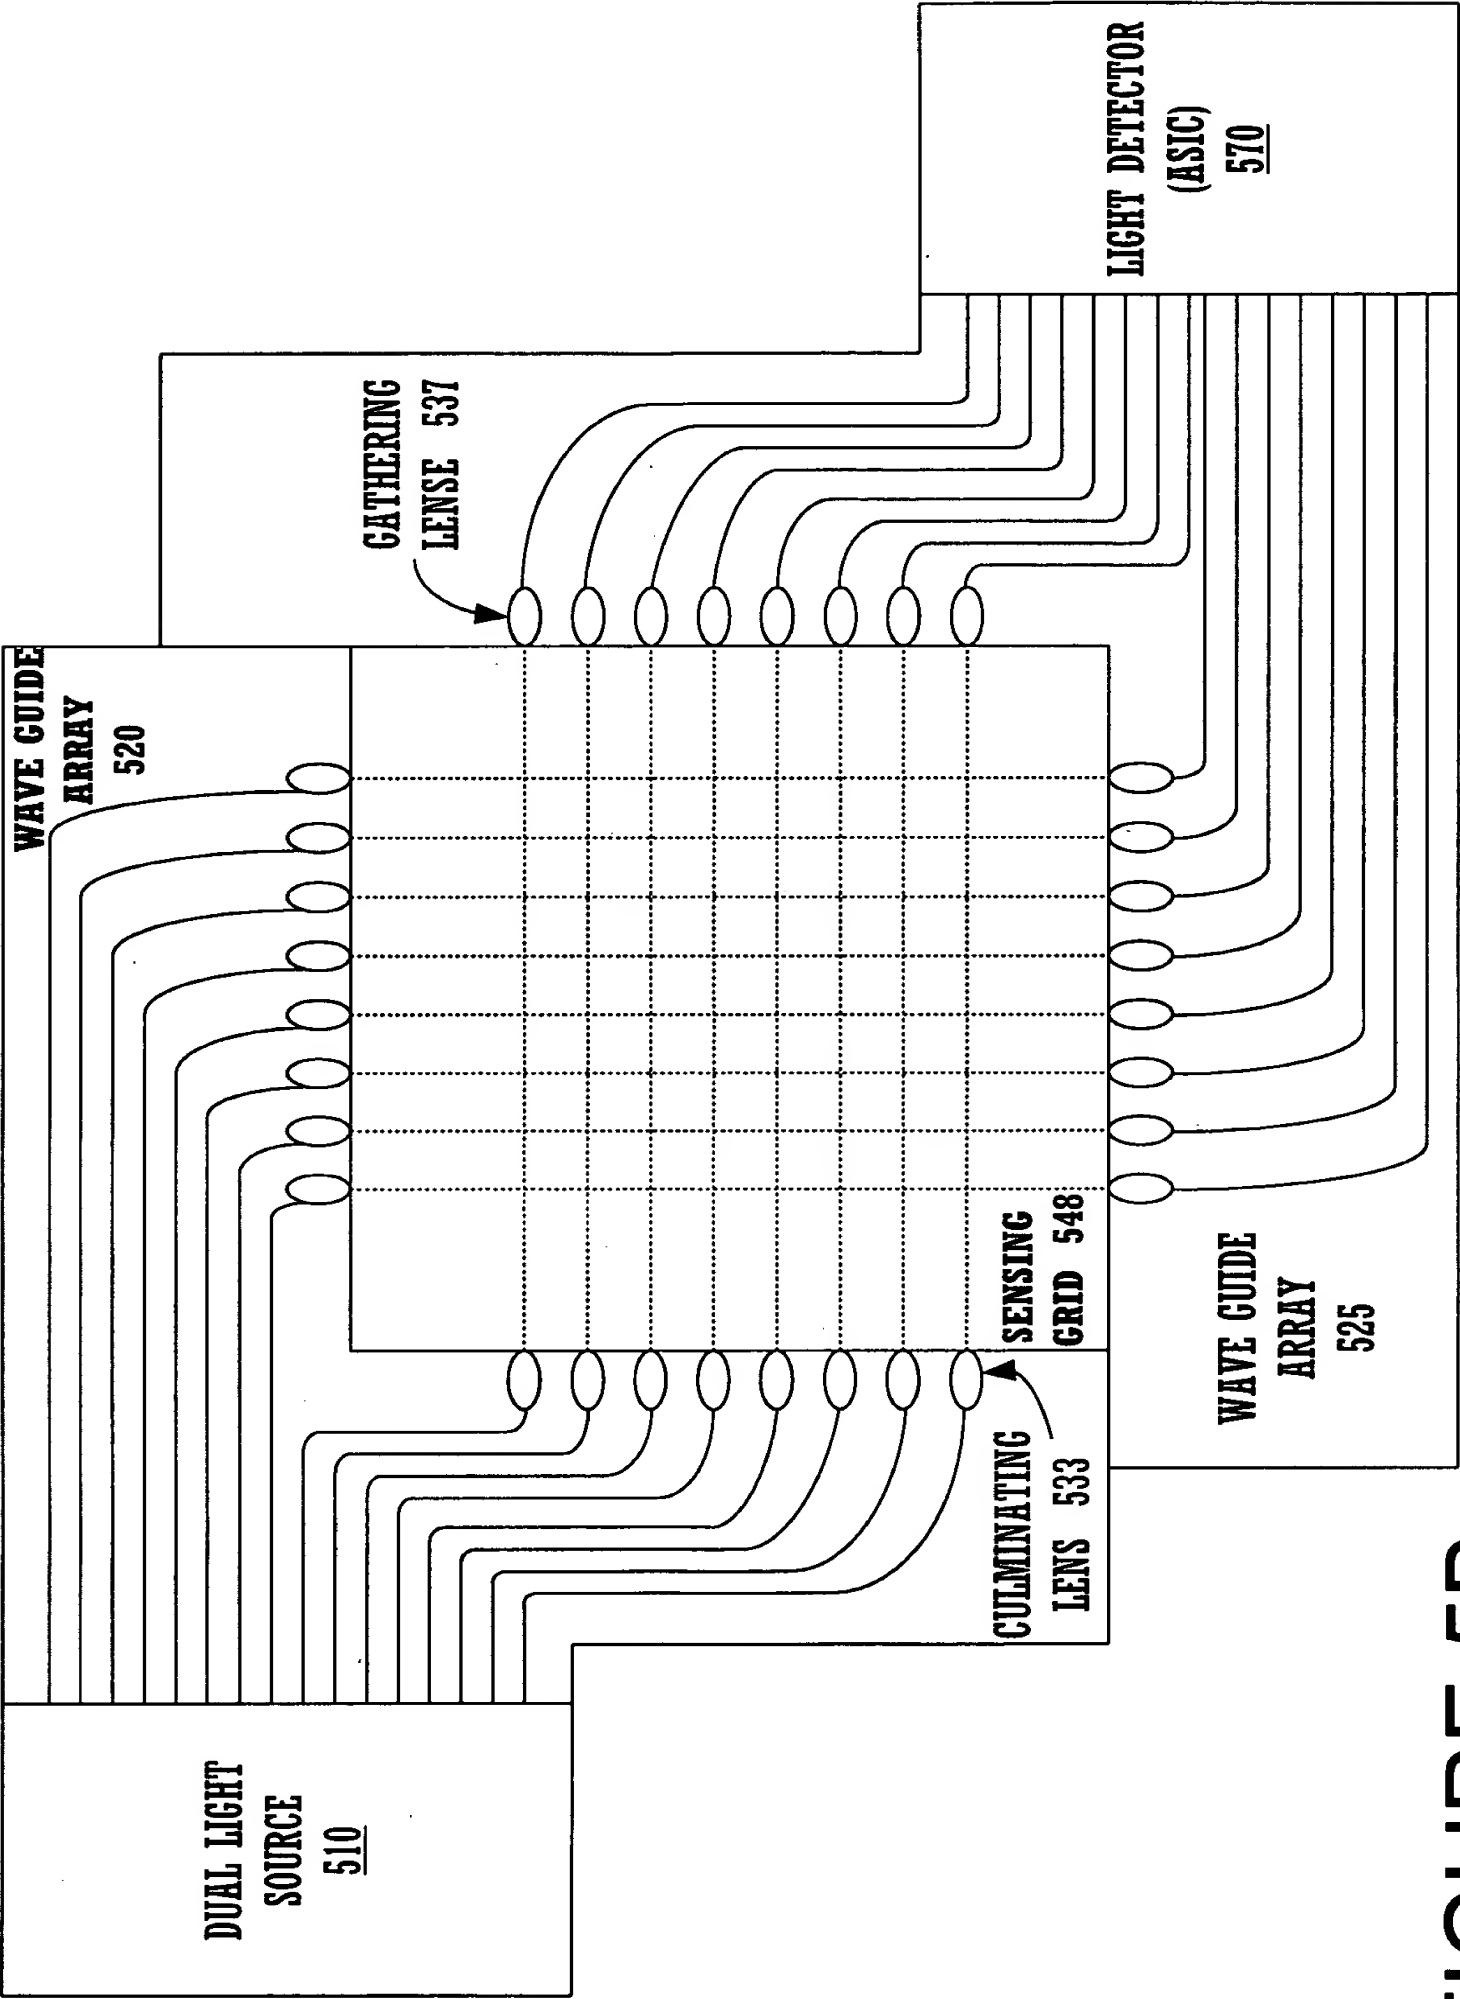 DUAL LIGHT
SOURCE
510
WAVE GUIDE
ARRAY
520
GATHERING
LENSE 537
LIGHT DETECTOR
(ASIC)
570
SENSING
GRID 548
CULMINATING
LENS 533
WAVE GUIDE
ARRAY
525